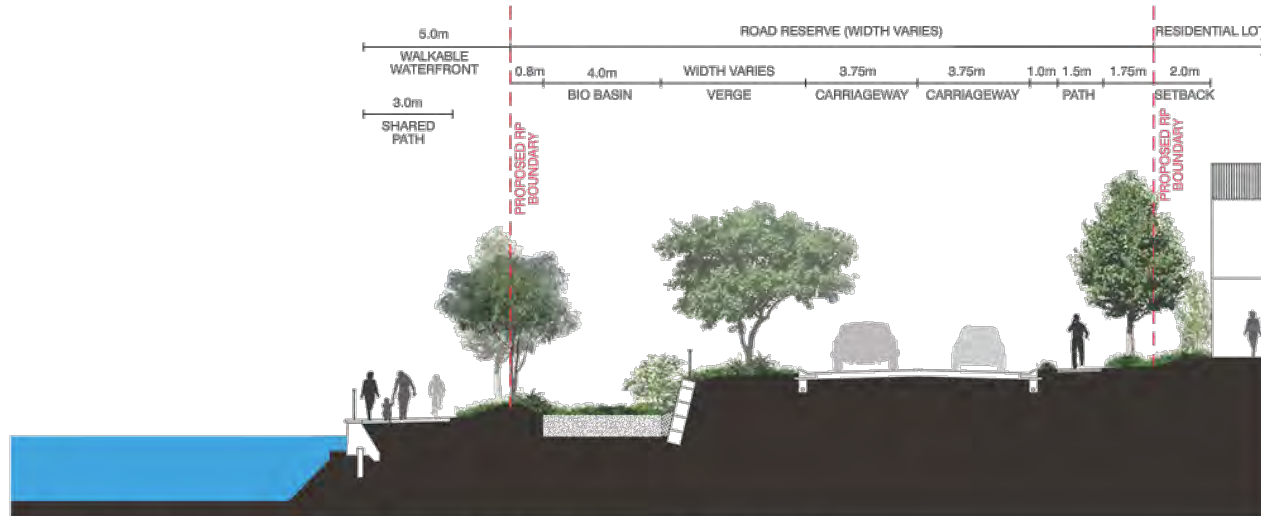 5.0m
WALKABLE
WATERFRONT
ROAD RESERVE (WIDTH VARIES)
RESIDENTIAL LOT
0.8m
4.0m
BIO BASIN
WIDTH VARIES
VERGE
3.75m
CARRIAGEWAY
3.75m
CARRIAGEWAY
1.0m
1.5m
PATH
1.75m
2.0m
SETBACK
3.0m
SHARED
PATH
PROPOSED RP
BOUNDARY
PROPOSED RP
BOUNDARY